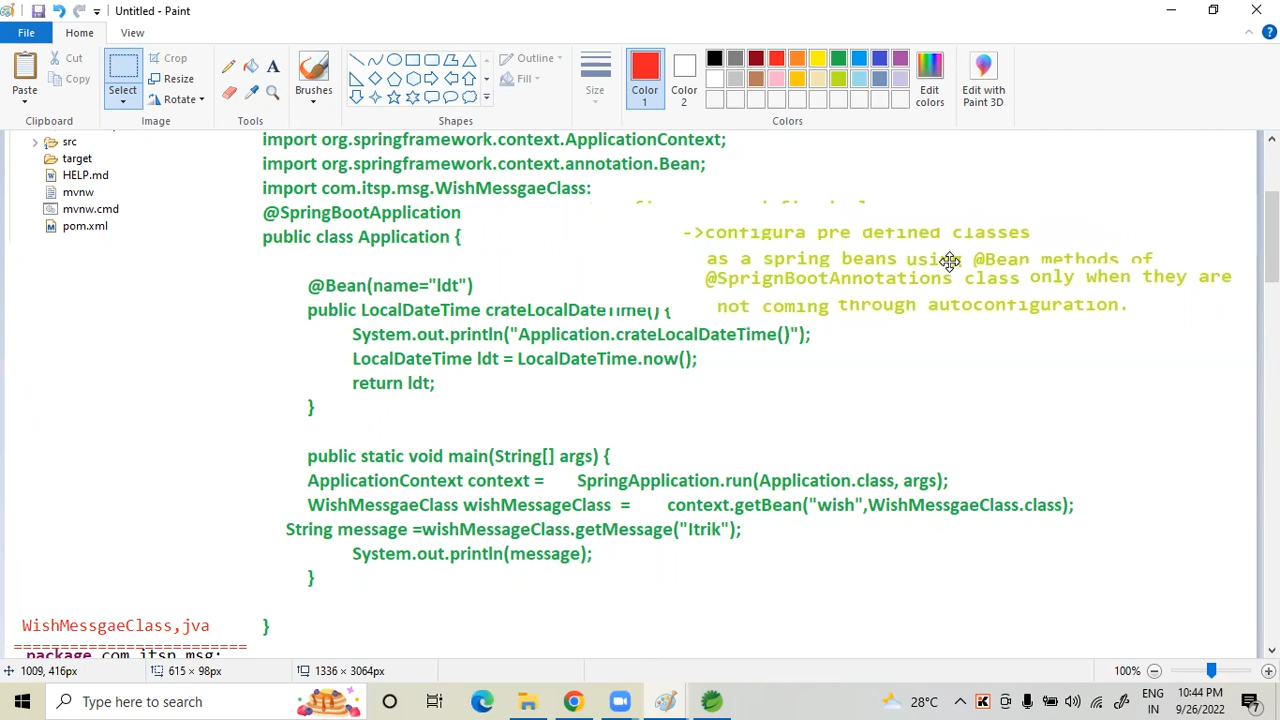 Untitled - Paint
File
Home
View
Paste
Cut
Copy
Clipboard
Select
Crop
Resize
Rotate
Image
Tools
Brushes
Outline
Fill
Shapes
Size
Color
1
Color
2
Edit
colors
Colors
Edit with
Paint 3D
src
target
HELP.md
mvnw
mvnw.cmd
pom.xml
import org.springframework.context.ApplicationContext;
import org.springframework.context.annotation.Bean;
import com.itsp.msg.WishMessgaeClass:
@SpringBootApplication
public class Application {
->configura pre defined classes
as a spring beans using @Bean methods of
@SprignBootAnnotations class only when they are
not coming through autoconfiguration.
@Bean(name="ldt")
public LocalDateTime crateLocalDateTime() {
System.out.println("Application.crateLocalDateTime()");
LocalDateTime ldt = LocalDateTime.now();
return ldt;
}
public static void main(String[] args) {
ApplicationContext context = SpringApplication.run(Application.class, args);
WishMessgaeClass wishMessageClass = context.getBean("wish",WishMessgaeClass.class);
String message =wishMessageClass.getMessage("Itrik");
System.out.println(message);
}
}
WishMessgaeClass,jva
=========================
package com.itsp.msg;
1009, 416px
615 × 98px
1336 × 3064px
100%
Type here to search
28°C
ENG
IN
10:44 PM
9/26/2022
7